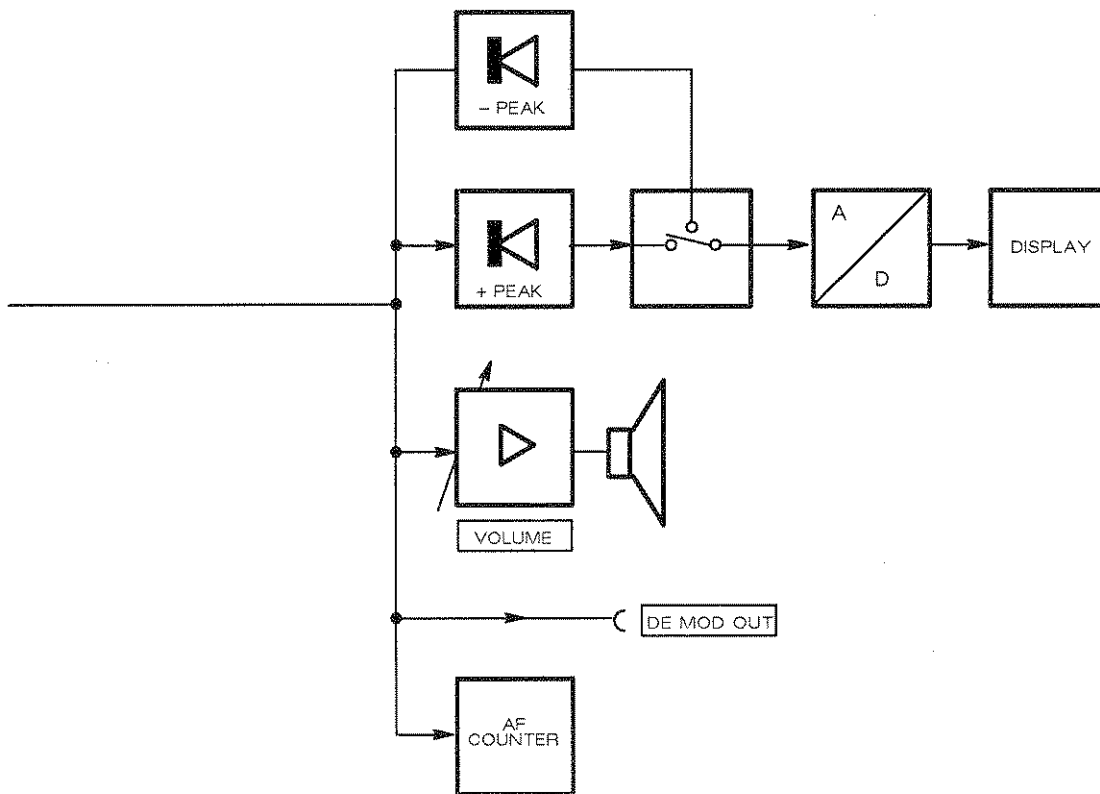 – PEAK
+ PEAK
A
D
DISPLAY
VOLUME
DE MOD OUT
AF
COUNTER